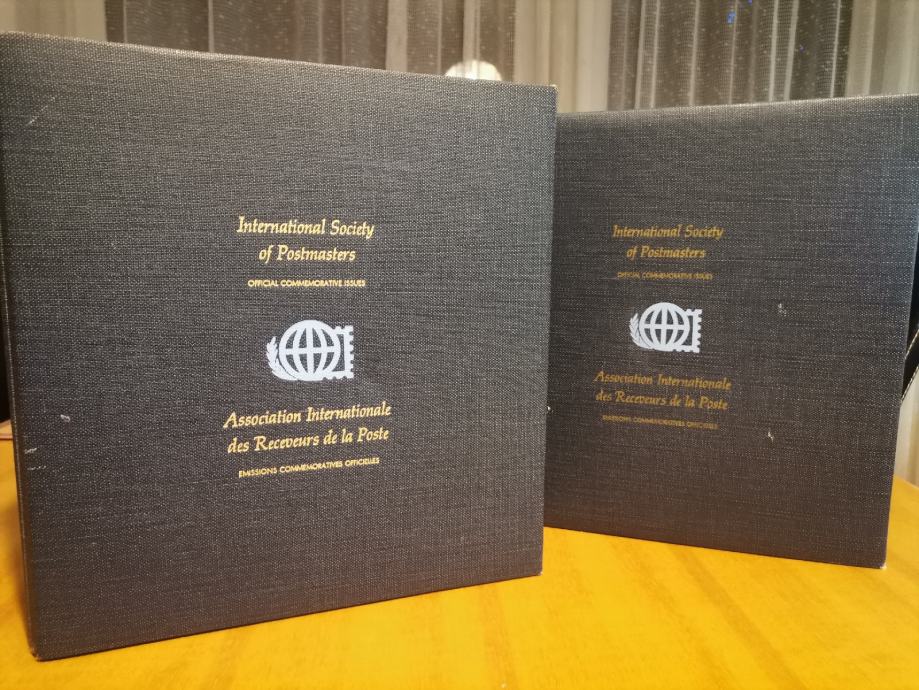 International Society
of Postmasters
OFFICIAL COMMEMORATIVE ISSUES
Association Internationale
des Receveurs de la Poste
EMISSIONS COMMEMORATIVES OFFICIELLES
International Society
of Postmasters
OFFICIAL COMMEMORATIVE ISSUES
Association Internationale
des Receveurs de la Poste
EMISSIONS COMMEMORATIVES OFFICIELLES